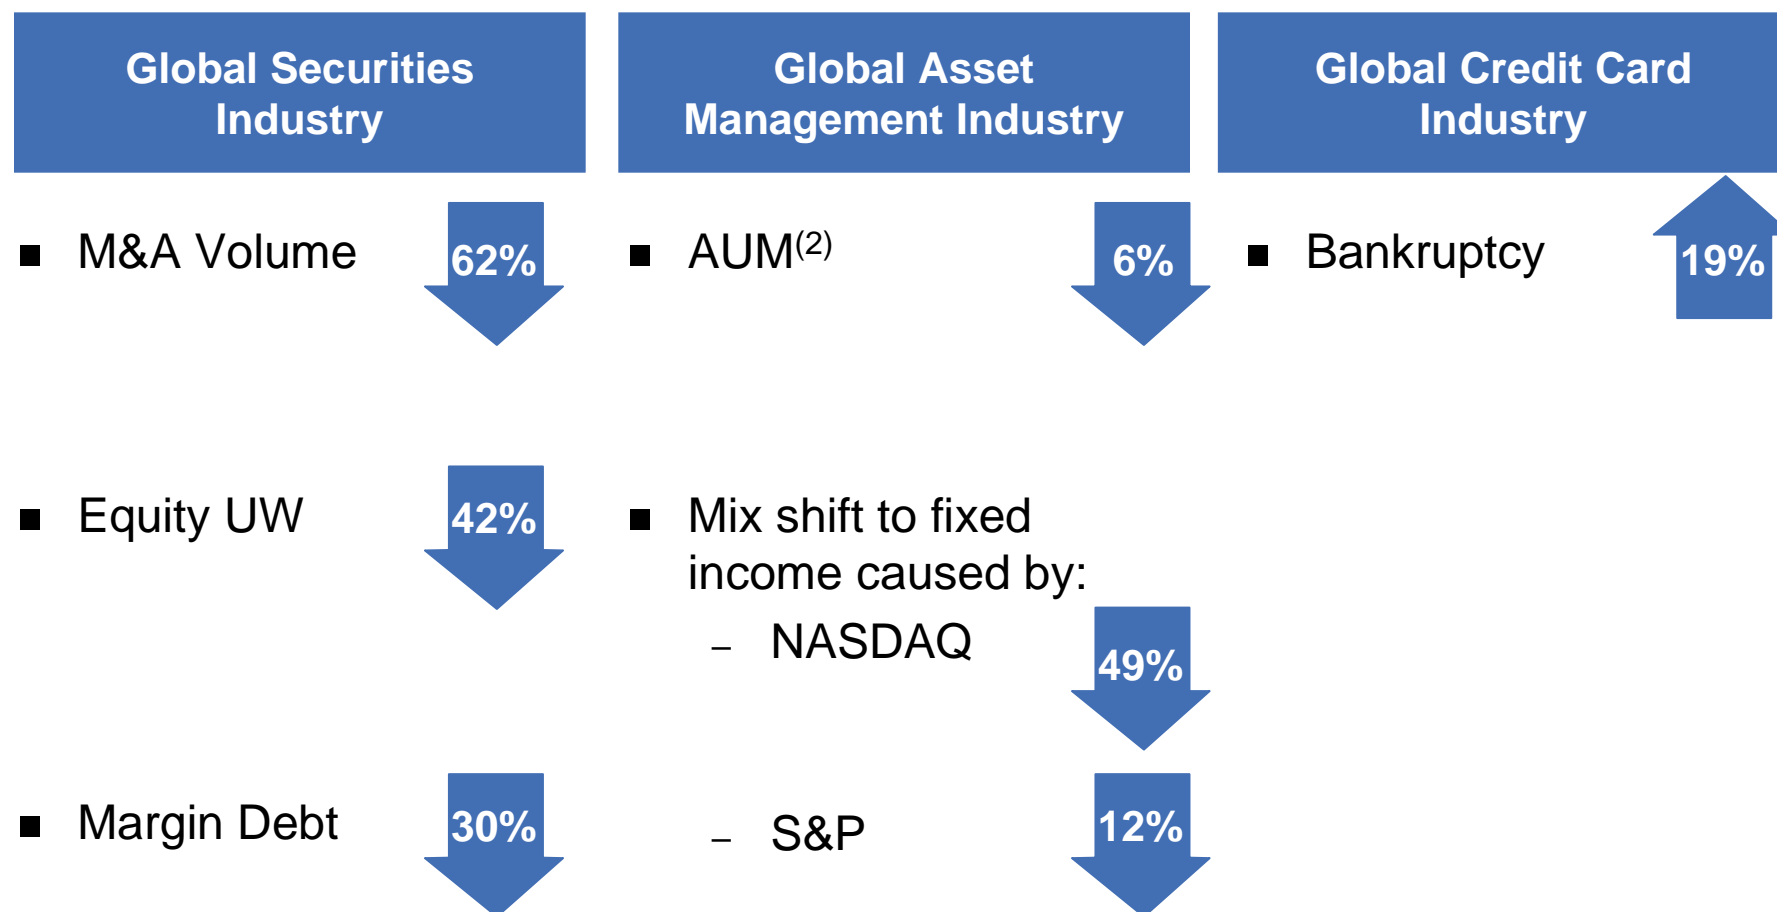 Global Securities
Industry
Global Asset
Management Industry
Global Credit Card
Industry
■ M&A Volume
62%
■ AUM(2)
6%
■ Bankruptcy
19%
■ Equity UW
42%
■ Mix shift to fixed
income caused by:
– NASDAQ
49%
■ Margin Debt
30%
– S&P
12%